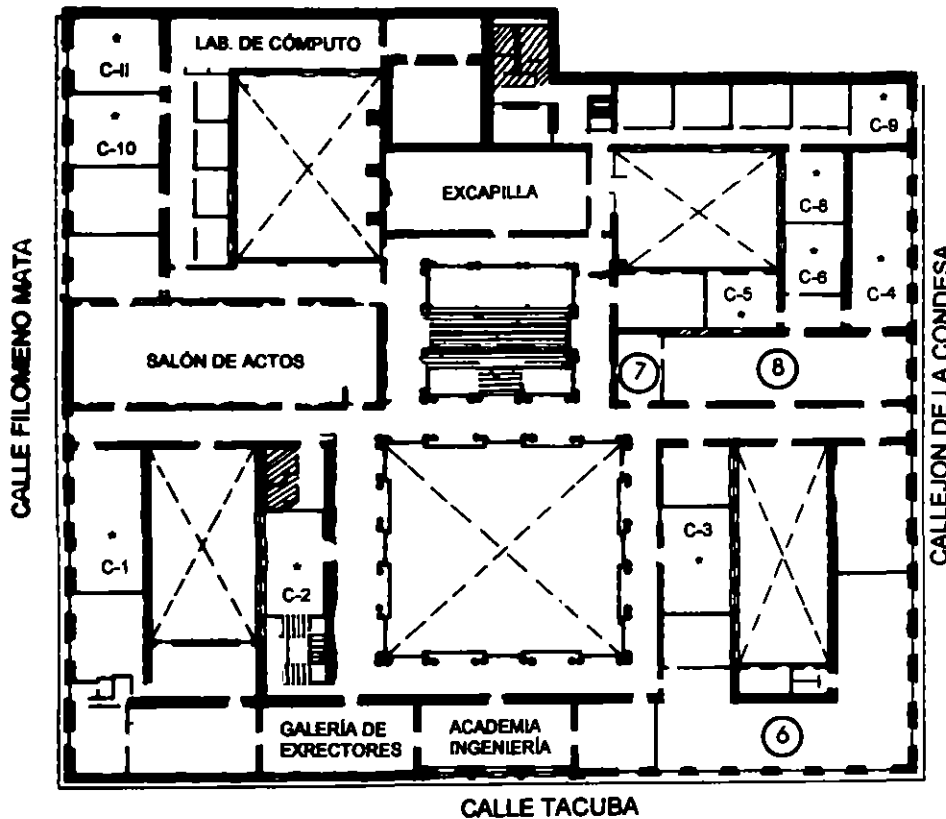 LAB. DE CÓMPUTO
C-11
C-10
C-9
EXCAPILLA
C-8
C-6
C-5
C-4
SALÓN DE ACTOS
7
8
CALLE FILOMENO MATA
CALLEJON DE LA CONDESA
C-1
C-2
C-3
GALERÍA DE
EXRECTORES
ACADEMIA
INGENIERÍA
6
CALLE TACUBA